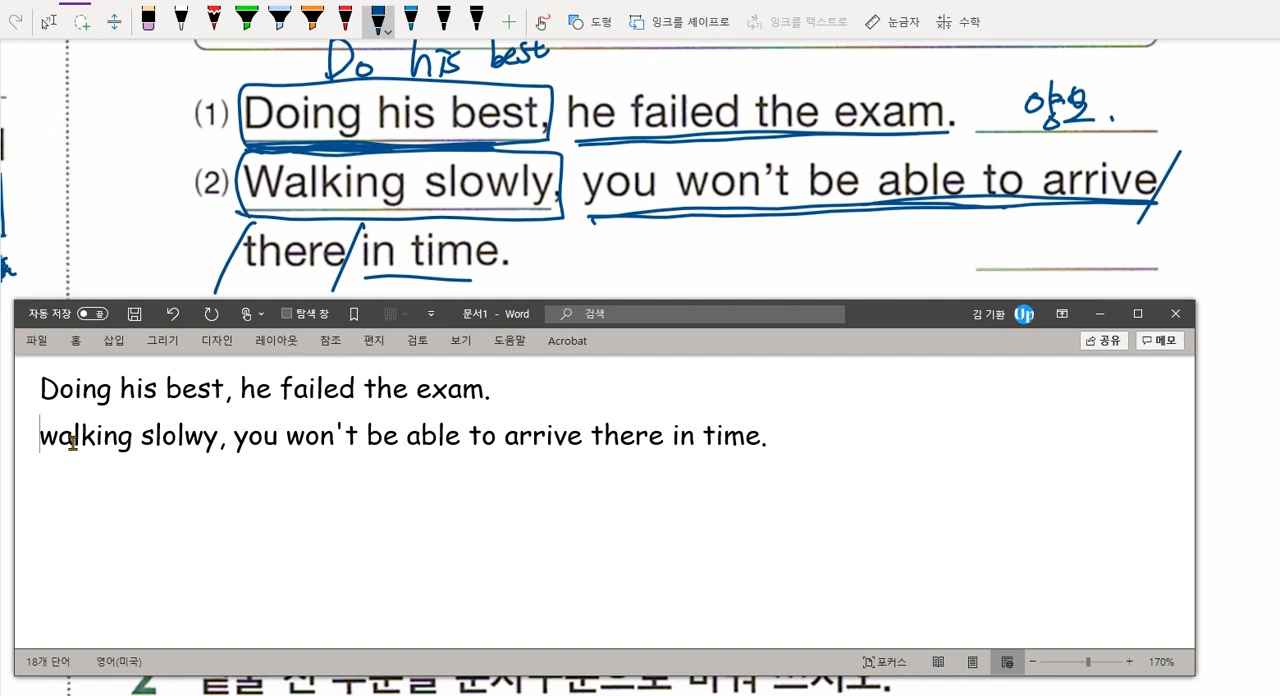 도형 잉크를 셰이프로 잉크를 텍스트로 눈금자 수학
Do his best
(1) Doing his best, he failed the exam. 양보.
(2) Walking slowly, you won't be able to arrive
there in time.
자동 저장 끔 탐색 창 문서1 - Word 검색 김 기환 Up
파일 홈 삽입 그리기 디자인 레이아웃 참조 편지 검토 보기 도움말 Acrobat 공유 메모
Doing his best, he failed the exam.
walking slolwy, you won't be able to arrive there in time.
18개 단어 영어(미국) 포커스 170%